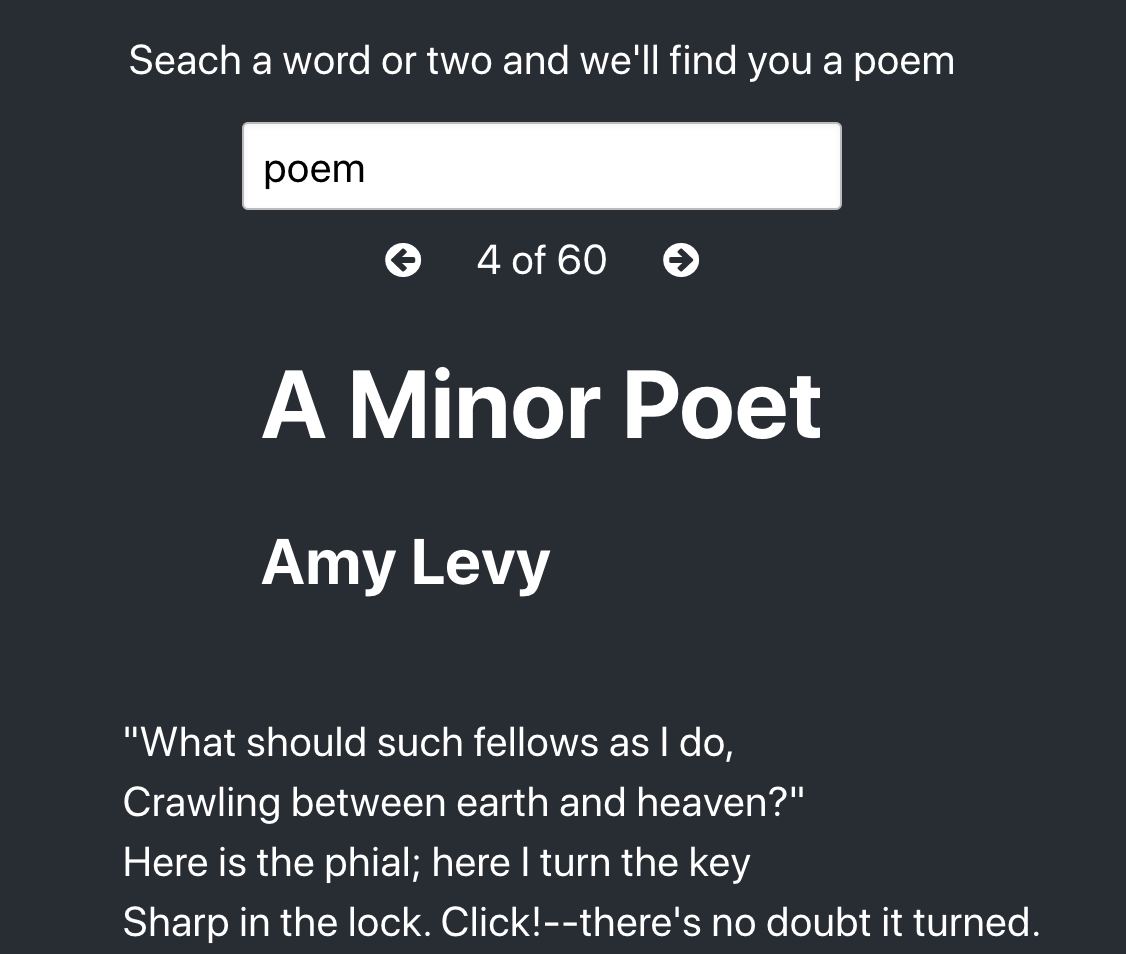 Seach a word or two and we'll find you a poem
poem
4 of 60
A Minor Poet
Amy Levy
"What should such fellows as I do,
Crawling between earth and heaven?"
Here is the phial; here I turn the key
Sharp in the lock. Click!--there's no doubt it turned.